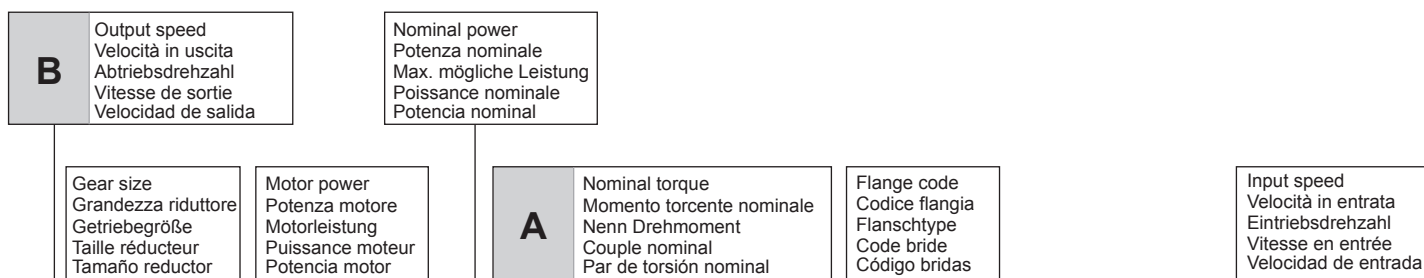 B
Output speed
Velocità in uscita
Abtriebsdrehzahl
Vitesse de sortie
Velocidad de salida
Nominal power
Potenza nominale
Max. mögliche Leistung
Poissance nominale
Potencia nominal
Gear size
Grandezza riduttore
Getriebegröße
Taille réducteur
Tamaño reductor
Motor power
Potenza motore
Motorleistung
Puissance moteur
Potencia motor
A
Nominal torque
Momento torcente nominale
Nenn Drehmoment
Couple nominal
Par de torsión nominal
Flange code
Codice flangia
Flanschtype
Code bride
Código bridas
Input speed
Velocità in entrata
Eintriebsdrehzahl
Vitesse en entrée
Velocidad de entrada